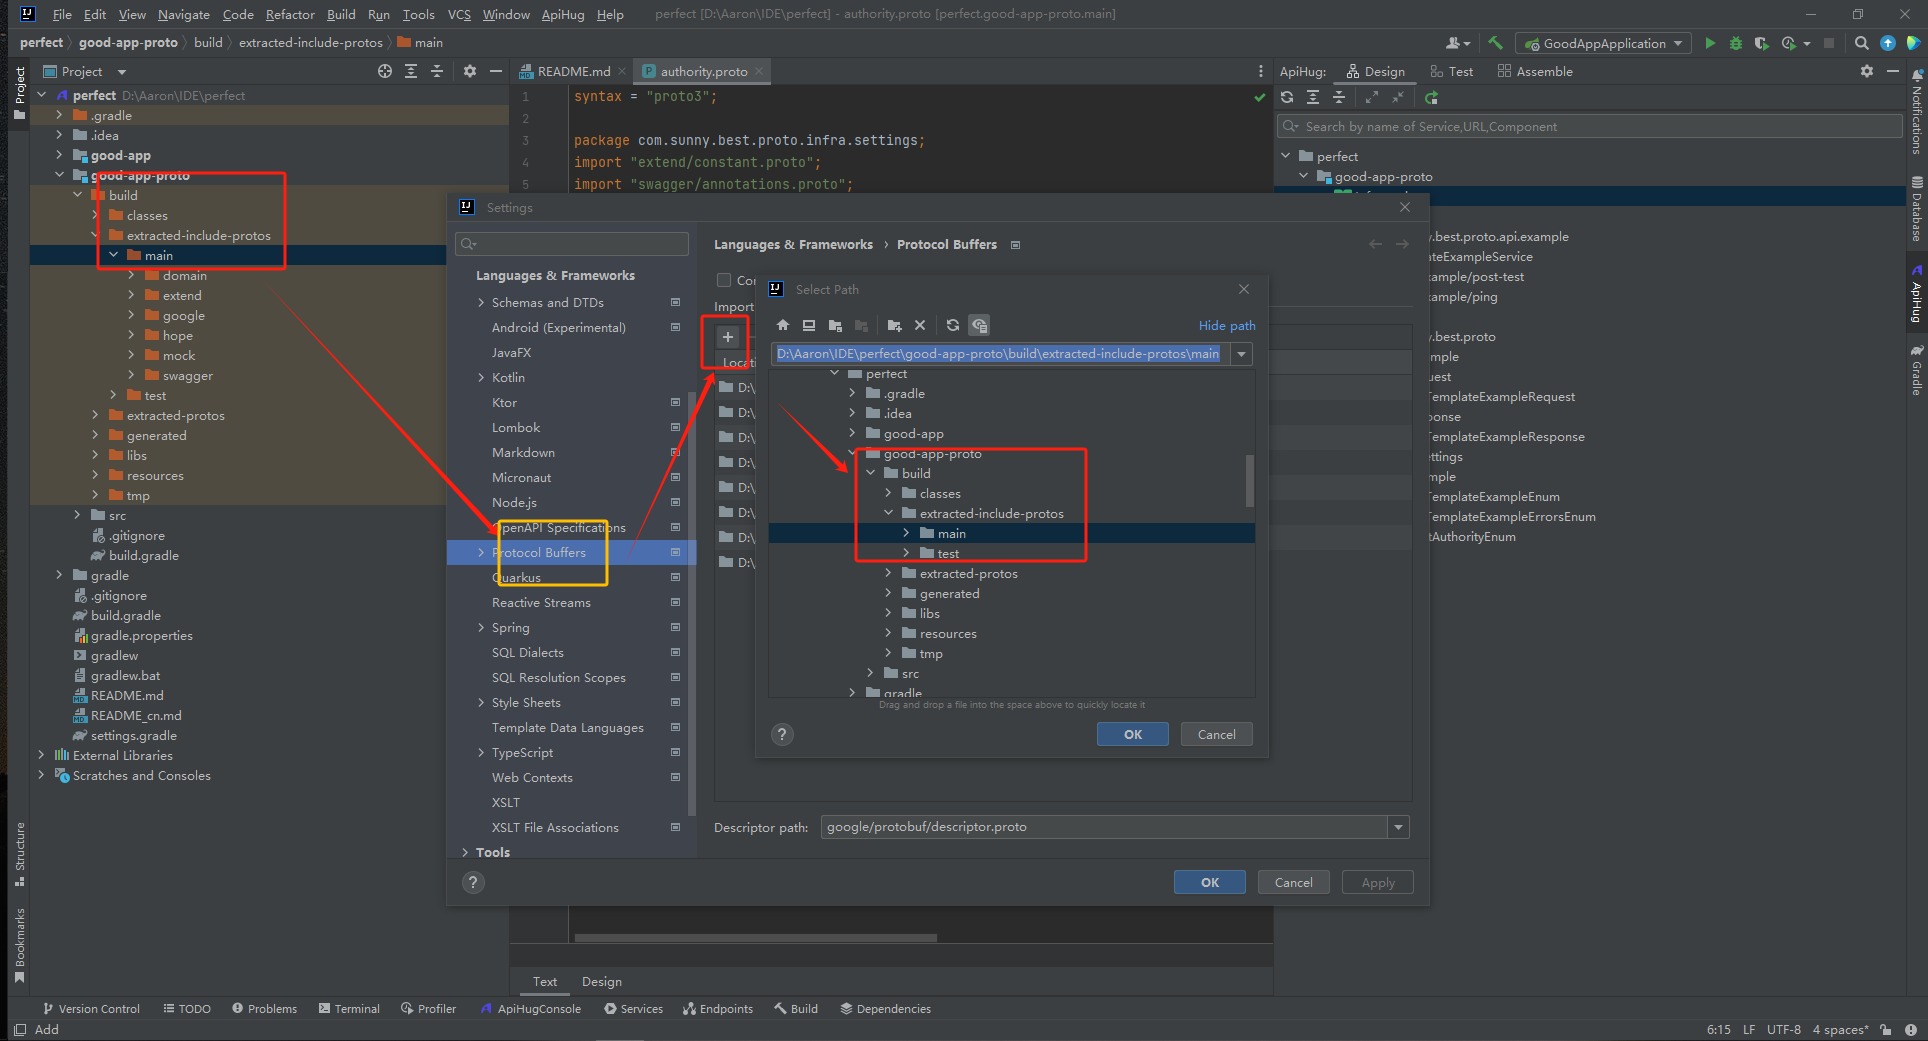 File Edit View Navigate Code Refactor Build Run Tools VCS Window ApiHug Help perfect [D:\Aaron\IDE\perfect] - authority.proto [perfect.good-app-proto.main]
perfect good-app-proto build extracted-include-protos main
GoodAppApplication
Project
README.md
authority.proto
ApiHug: Design Test Assemble
Project
perfect D:\Aaron\IDE\perfect
.gradle
.idea
good-app
good-app-proto
build
classes
extracted-include-protos
main
domain
extend
google
hope
mock
swagger
test
extracted-protos
generated
libs
resources
tmp
src
.gitignore
build.gradle
gradle
.gitignore
build.gradle
gradle.properties
gradlew
gradlew.bat
README.md
README_cn.md
settings.gradle
External Libraries
Scratches and Consoles
Structure
Bookmarks
1 syntax = "proto3";
2
3 package com.sunny.best.proto.infra.settings;
4 import "extend/constant.proto";
5 import "swagger/annotations.proto";
Settings
Languages & Frameworks
Schemas and DTDs
Android (Experimental)
JavaFX
Kotlin
Ktor
Lombok
Markdown
Micronaut
Node.js
OpenAPI Specifications
Protocol Buffers
Quarkus
Reactive Streams
Spring
SQL Dialects
SQL Resolution Scopes
Style Sheets
Template Data Languages
TypeScript
Web Contexts
XSLT
XSLT File Associations
Tools
Languages & Frameworks › Protocol Buffers
Import
D:\
D:\
D:\
D:\
D:\
D:\
D:\
D:\
Select Path
Hide path
D:\Aaron\IDE\perfect\good-app-proto\build\extracted-include-protos\main
perfect
.gradle
.idea
good-app
good-app-proto
build
classes
extracted-include-protos
main
test
extracted-protos
generated
libs
resources
tmp
src
gradle
Drag and drop a file into the space above to quickly locate it
? OK Cancel
Descriptor path: google/protobuf/descriptor.proto
? OK Cancel Apply
Search by name of Service,URL,Component
perfect
good-app-proto
y.best.proto.api.example
ateExampleService
xample/post-test
xample/ping
y.best.proto
mple
uest
TemplateExampleRequest
ponse
TemplateExampleResponse
ettings
mple
TemplateExampleEnum
TemplateExampleErrorsEnum
tAuthorityEnum
Notifications
Database
ApiHug
Gradle
Text Design
Version Control TODO Problems Terminal Profiler ApiHugConsole Services Endpoints Build Dependencies
Add
6:15 LF UTF-8 4 spaces*